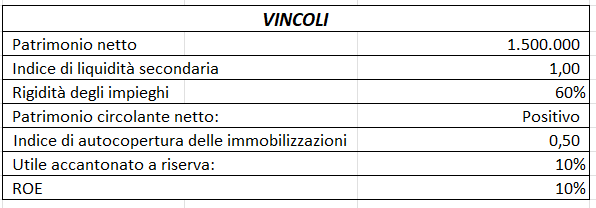 VINCOLI
Patrimonio netto 1.500.000
Indice di liquidità secondaria 1,00
Rigidità degli impieghi 60%
Patrimonio circolante netto: Positivo
Indice di autocopertura delle immobilizzazioni 0,50
Utile accantonato a riserva: 10%
ROE 10%